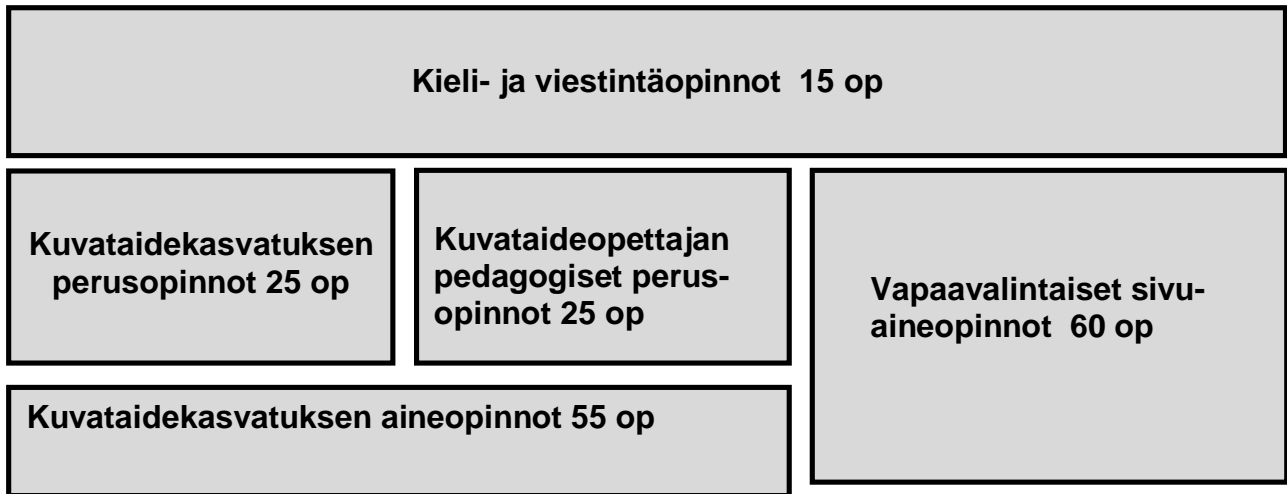 Kieli- ja viestintäopinnot 15 op
Kuvataidekasvatuksen
perusopinnot 25 op
Kuvataideopettajan
pedagogiset perus-
opinnot 25 op
Vapaavalintaiset sivu-
aineopinnot 60 op
Kuvataidekasvatuksen aineopinnot 55 op